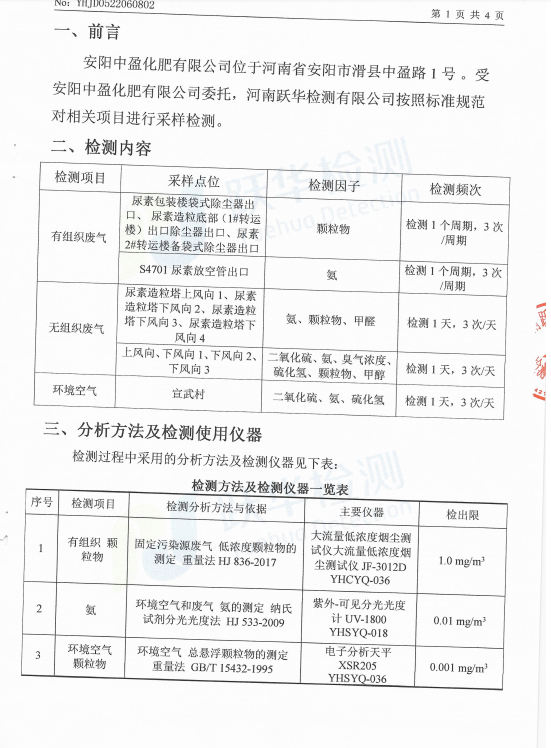 No: YHJD0522060802
第 1 页 共 4 页
一、前言
安阳中盈化肥有限公司位于河南省安阳市滑县中盈路 1 号 。受
安阳中盈化肥有限公司委托，河南跃华检测有限公司按照标准规范
对相关项目进行采样检测。
二、检测内容
检测项目 采样点位 检测因子 检测频次
有组织废气
尿素包装楼袋式除尘器出
口、 尿素造粒底部（1#转运
楼）出口除尘器出口、尿素
2#转运楼备袋式除尘器出口
颗粒物
检测 1 个周期，3 次
/周期
S4701 尿素放空管出口
氨
检测 1 个周期，3 次
/周期
无组织废气
尿素造粒塔上风向 1、尿素
造粒塔下风向 2、尿素造粒
塔下风向 3、尿素造粒塔下
风向 4
氨、颗粒物、甲醛
检测 1 天，3 次/天
上风向、下风向 1、下风向 2、
下风向 3
二氧化硫、氨、臭气浓度、
硫化氢、颗粒物、甲醇
检测 1 天，3 次/天
环境空气 宣武村 二氧化硫、氨、硫化氢 检测 1 天，3 次/天
三、分析方法及检测使用仪器
检测过程中采用的分析方法及检测仪器见下表：
检测方法及检测仪器一览表
序号 检测项目 检测分析方法与依据 主要仪器 检出限
1
有组织 颗
粒物
固定污染源废气 低浓度颗粒物的
测定 重量法 HJ 836-2017
大流量低浓度烟尘测
试仪大流量低浓度烟
尘测试仪 JF-3012D
YHCYQ-036
1.0 mg/m³
2
氨
环境空气和废气 氨的测定 纳氏
试剂分光光度法 HJ 533-2009
紫外-可见分光光度
计 UV-1800
YHSYQ-018
0.01 mg/m³
3
环境空气
颗粒物
环境空气 总悬浮颗粒物的测定
重量法 GB/T 15432-1995
电子分析天平
XSR205
YHSYQ-036
0.001 mg/m³
跃华检测
Yuehua Detection
跃华检测